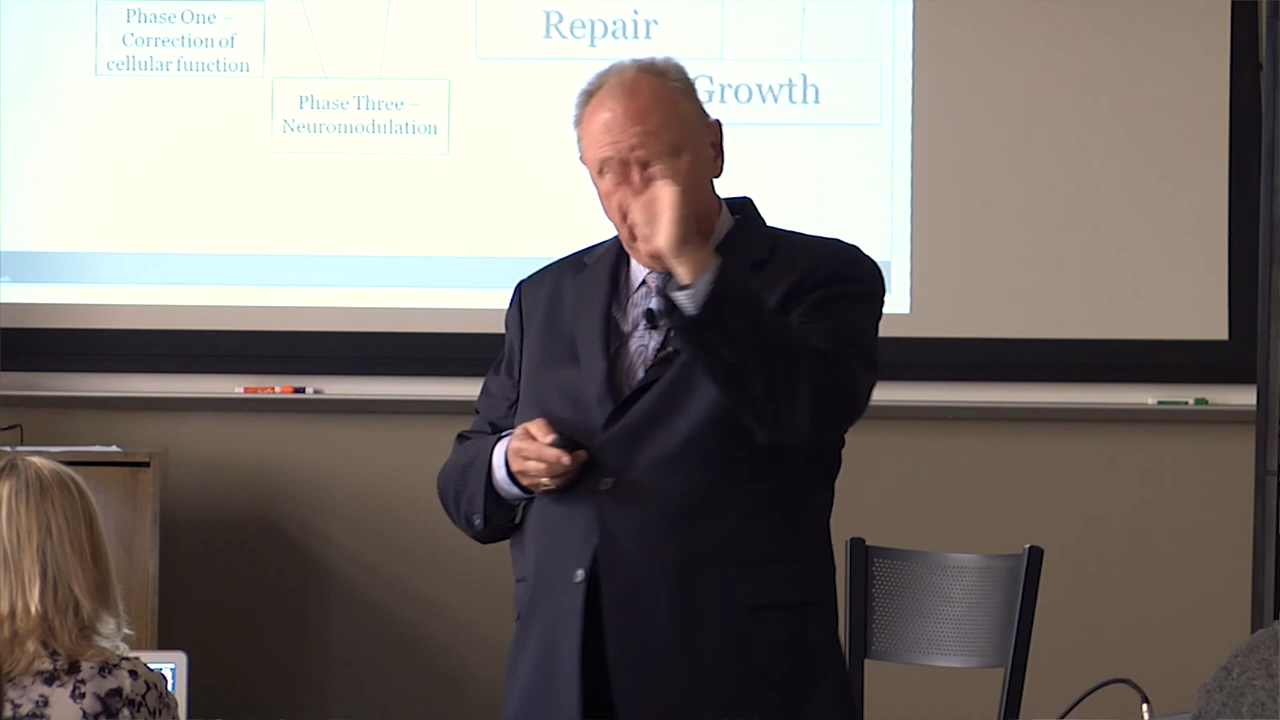 Phase One –
Correction of
cellular function
Phase Three –
Neuromodulation
Repair
Growth